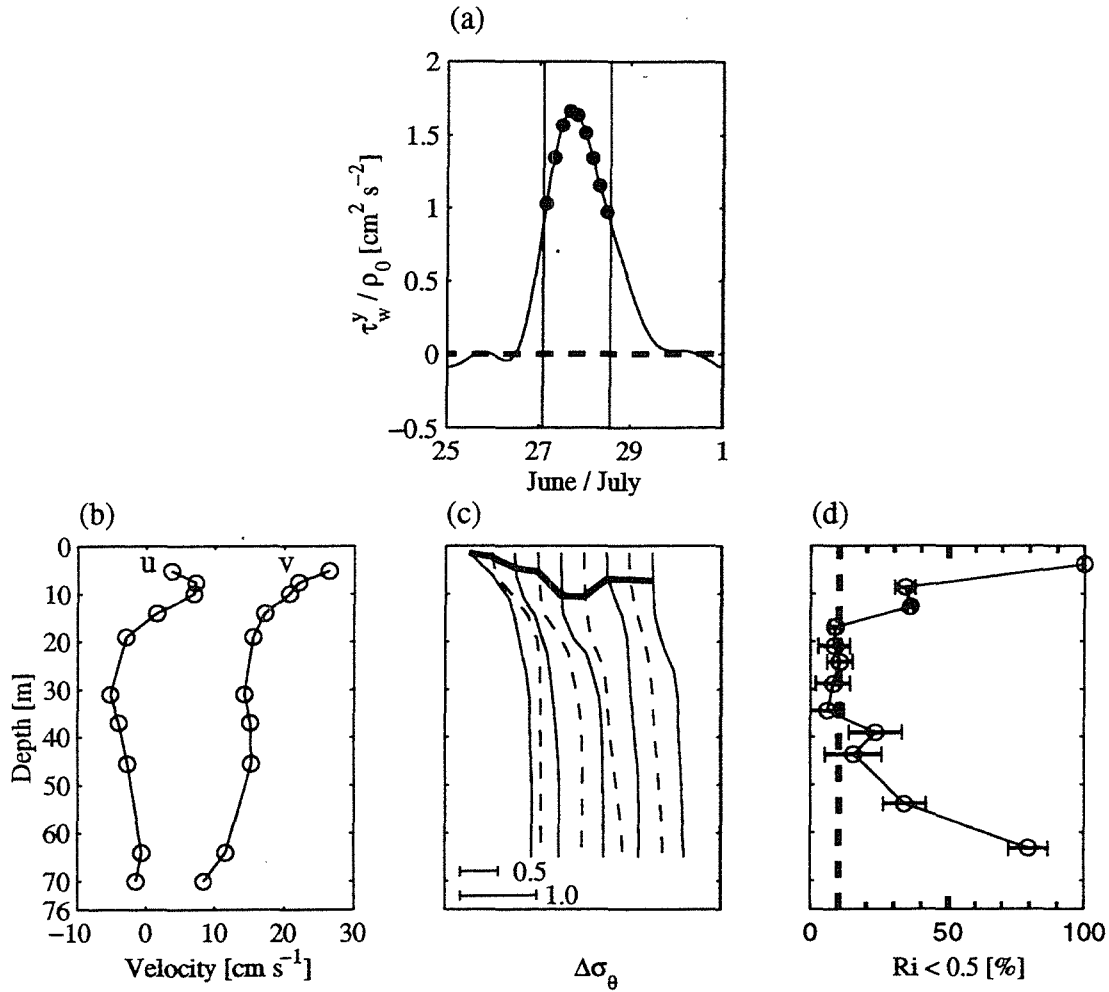 (a)
2
1.5
1
0.5
0
−0.5
τ_w^y / ρ_0 [cm^2 s^−2]
25 27 29 1
June / July
(b)
0
10
20
30
40
50
60
70
76
Depth [m]
u v
−10 0 10 20 30
Velocity [cm s^−1]
(c)
0.5
1.0
Δσ_θ
(d)
0 50 100
Ri < 0.5 [%]